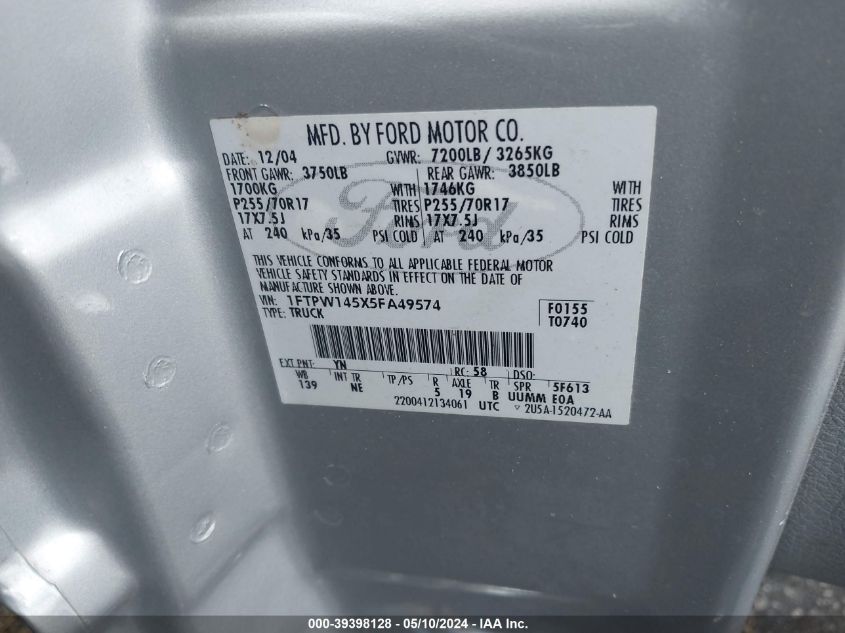 MFD. BY FORD MOTOR CO.
DATE: 12/04 GVWR: 7200LB/ 3265KG
FRONT GAWR: 3750LB REAR GAWR: 3850LB
1700KG WITH 1746KG WITH
P255/70R17 TIRES P255/70R17 TIRES
17X7.5J RIMS 17X7.5J RIMS
AT 240 kPa/35 PSI COLD AT 240 kPa/35 PSI COLD
Ford
THIS VEHICLE CONFORMS TO ALL APPLICABLE FEDERAL MOTOR
VEHICLE SAFETY STANDARDS IN EFFECT ON THE DATE OF
MANUFACTURE SHOWN ABOVE.
VIN: 1FTPW145X5FA49574 F0155
TYPE: TRUCK T0740
EXT PNT: YN RC: 58 DSO:
WB INT TR TP/PS R AXLE TR SPR 5F613
139 NE 5 19 B UUMM EOA
2200412134061 UTC ▽ 2U5A-1520472-AA
000-39398128 - 05/10/2024 - IAA Inc.